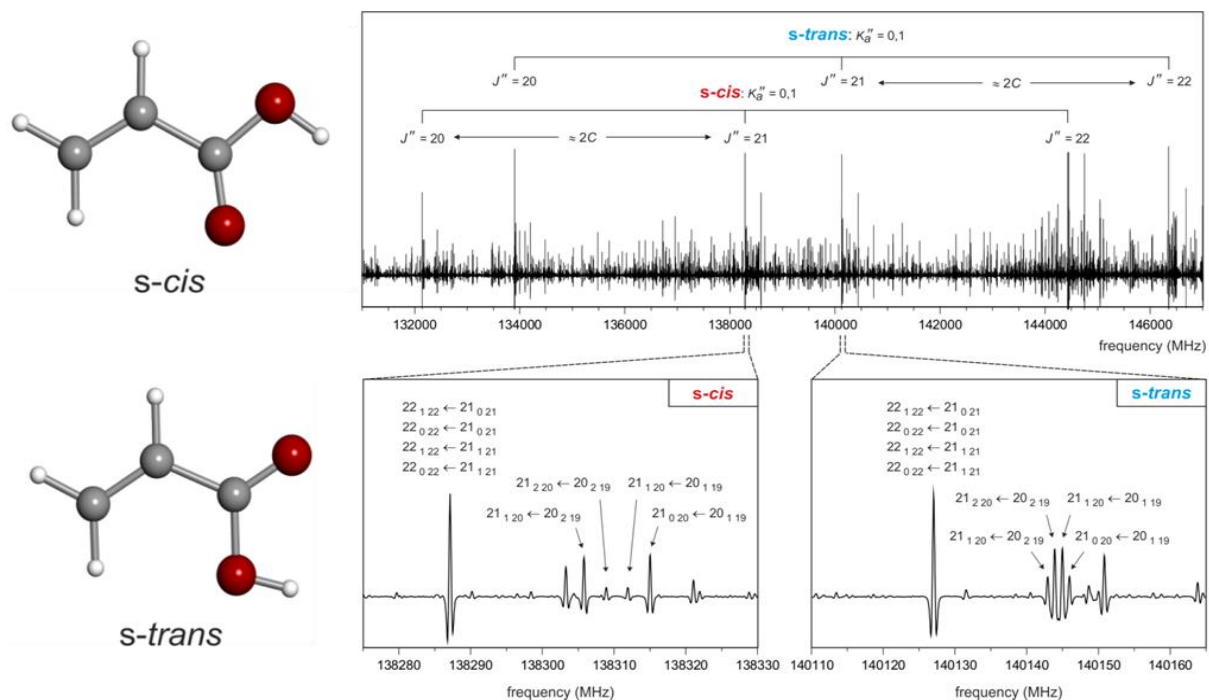 s-cis
s-trans
s-trans: K″a = 0,1
J″ = 20
J″ = 21
≈ 2C
J″ = 22
s-cis: K″a = 0,1
J″ = 20
≈ 2C
J″ = 21
J″ = 22
132000 134000 136000 138000 140000 142000 144000 146000
frequency (MHz)
s-cis
22 1 22 ← 21 0 21
22 0 22 ← 21 0 21
22 1 22 ← 21 1 21
22 0 22 ← 21 1 21
21 2 20 ← 20 2 19
21 1 20 ← 20 1 19
21 1 20 ← 20 2 19
21 0 20 ← 20 1 19
138280 138290 138300 138310 138320 138330
frequency (MHz)
s-trans
22 1 22 ← 21 0 21
22 0 22 ← 21 0 21
22 1 22 ← 21 1 21
22 0 22 ← 21 1 21
21 2 20 ← 20 2 19
21 1 20 ← 20 1 19
21 1 20 ← 20 2 19
21 0 20 ← 20 1 19
140110 140120 140130 140140 140150 140160
frequency (MHz)